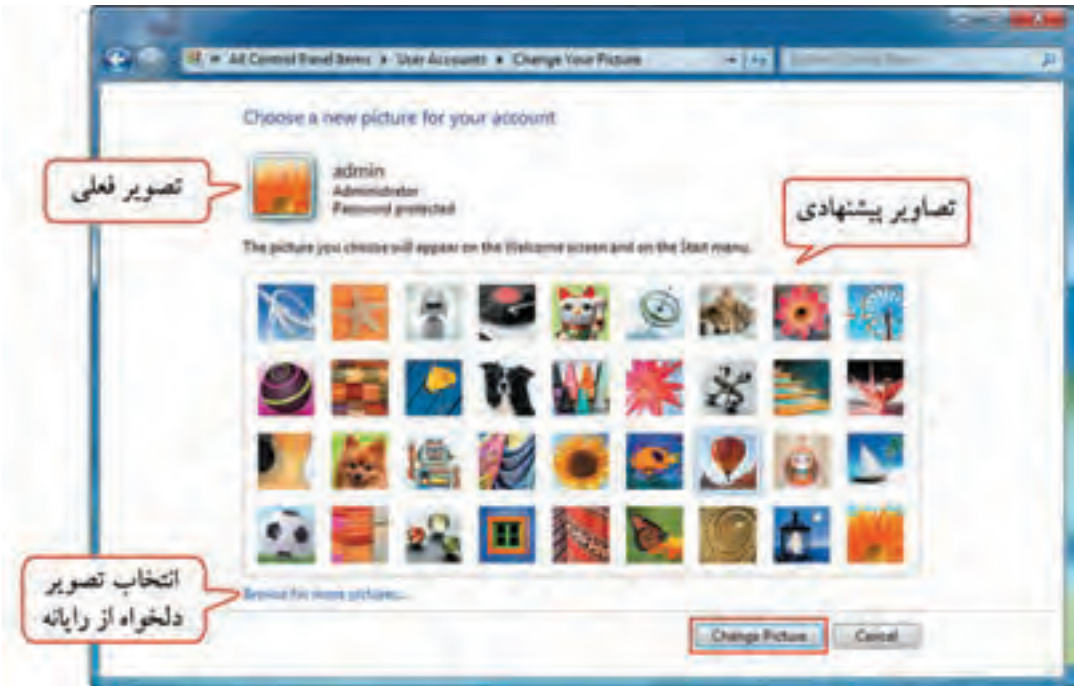 All Control Panel Items ▸ User Accounts ▸ Change Your Picture
Choose a new picture for your account
تصویر فعلی
admin
Administrator
Password protected
تصاویر پیشنهادی
The picture you choose will appear on the Welcome screen and on the Start menu.
انتخاب تصویر
دلخواه از رایانه
Browse for more pictures...
Change Picture
Cancel